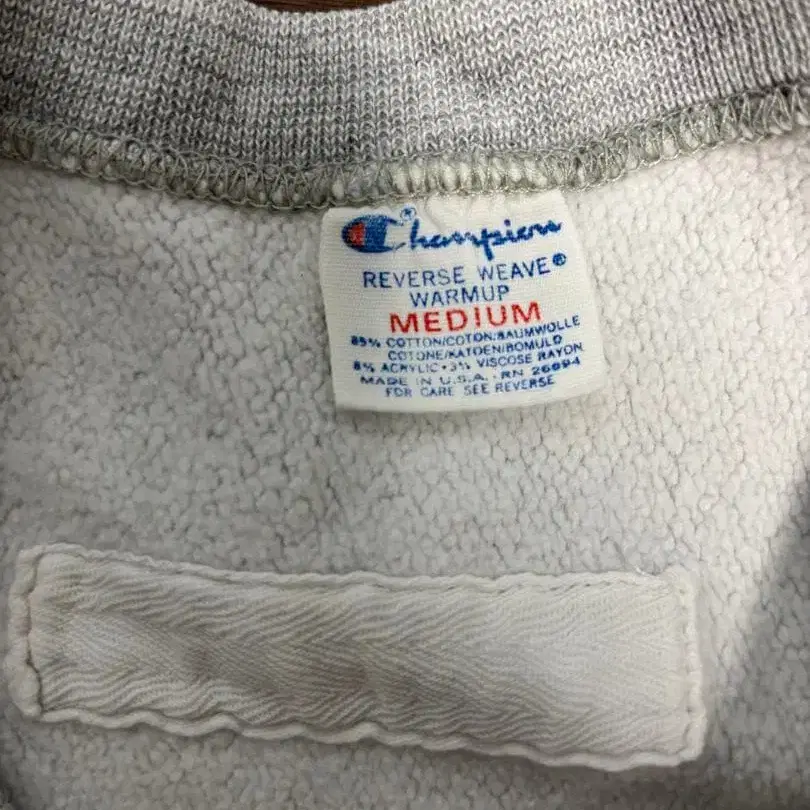 Champion®
REVERSE WEAVE®
WARMUP
MEDIUM
89% COTTON/COTON/BAUMWOLLE
COTONE/KATOEN/BOMULD
8% ACRYLIC•3% VISCOSE RAYON
MADE IN U.S.A. RN 26094
FOR CARE SEE REVERSE